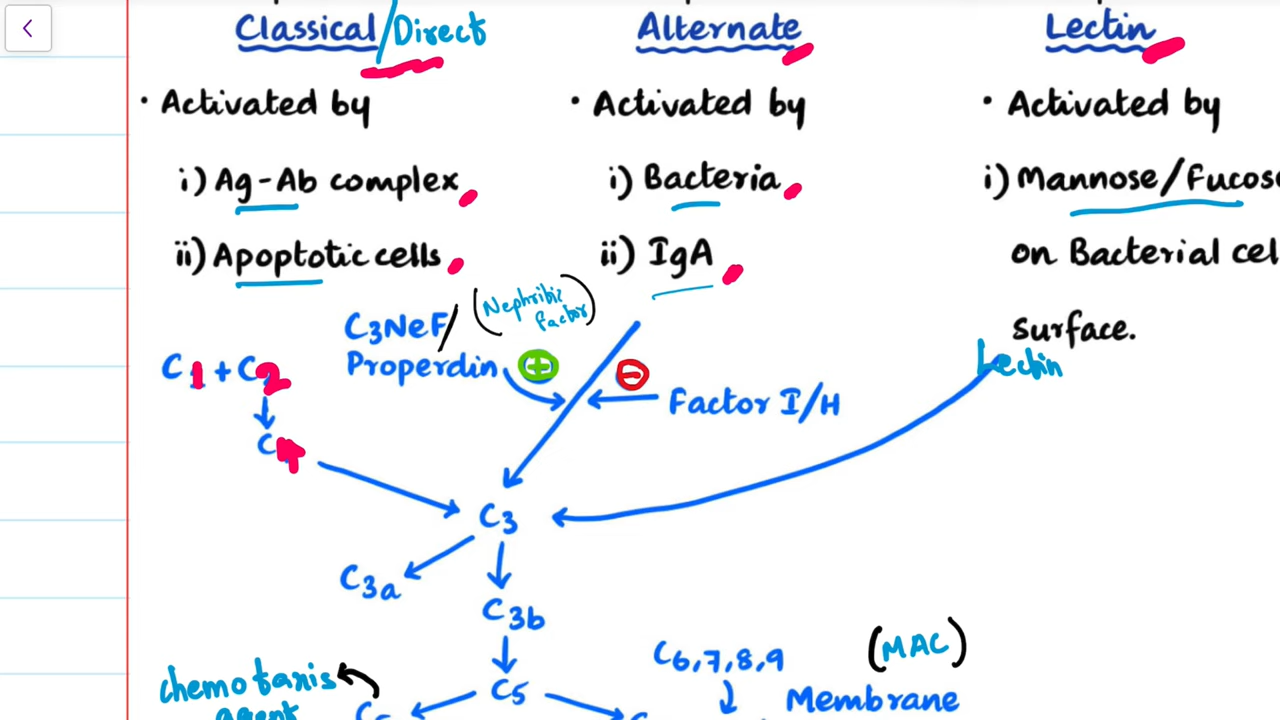 Classical/Direct
• Activated by
i) Ag-Ab complex
ii) Apoptotic cells
Alternate
• Activated by
i) Bacteria
ii) IgA
Lectin
• Activated by
i) Mannose/Fucose
on Bacterial cel
surface.
C3NeF/ (Nephritic
factor)
Properdin +
- Factor I/H
C1 + C2
C4
Lectin
C3
C3a
C3b
C5
chemotaxis
agent
C6,7,8,9 (MAC)
Membrane